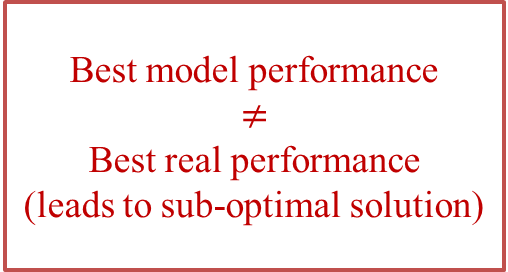 Best model performance
≠
Best real performance
(leads to sub-optimal solution)